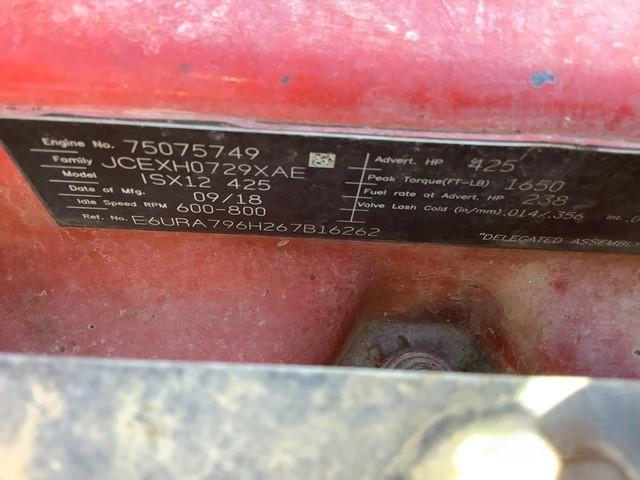 Engine No. 75075749
Family JCEXH0729XAE
Model ISX12 425
Date of Mfg. 09/18
Idle Speed RPM 600-800
Ref. No. E6URA796H267B16262
Advert. HP 425
Peak Torque(FT-LB) 1650
Fuel rate at Advert. HP 238
Valve Lash Cold (in/mm) .014/.356 Int.
"DELEGATED ASSEMBLY